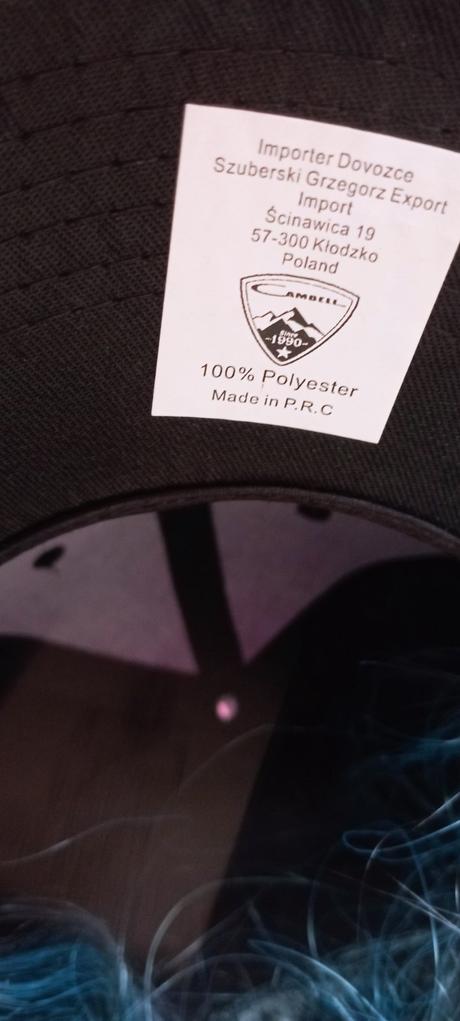 Importer Dovozce
Szuberski Grzegorz Export
Import
Ścinawica 19
57-300 Kłodzko
Poland
CAMBELL
SINCE
-1990-
100% Polyester
Made in P.R.C